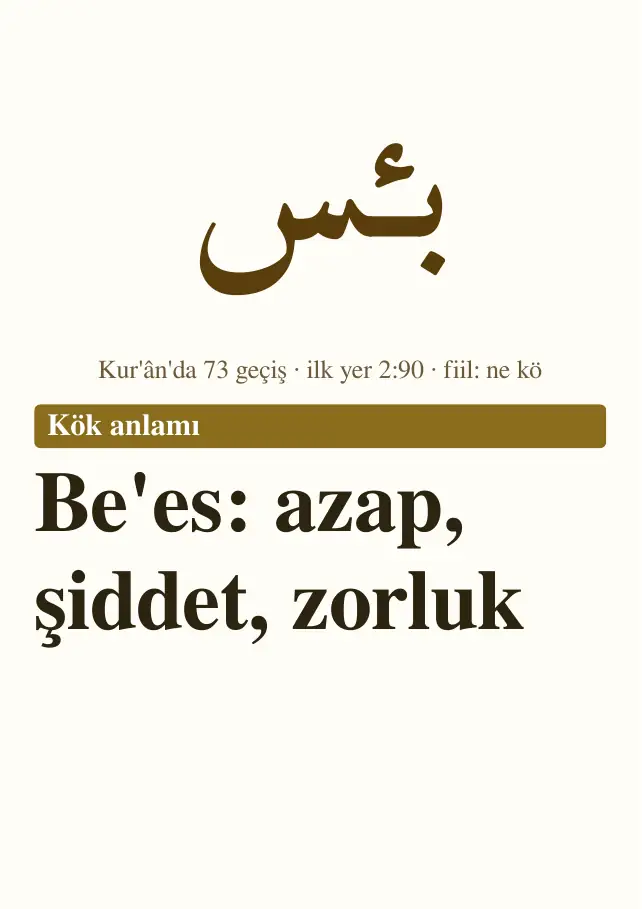 بئس
Kur'ân'da 73 geçiş · ilk yer 2:90 · fiil: ne kö
Kök anlamı
Be'es: azap,
şiddet, zorluk